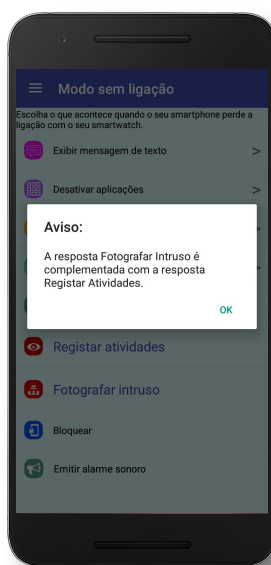 Modo sem ligação
Escolha o que acontece quando o seu smartphone perde a
ligação com o seu smartwatch.
Exibir mensagem de texto >
Desativar aplicações >
Aviso:
A resposta Fotografar Intruso é
complementada com a resposta
Registar Atividades.
OK
Registar atividades
Fotografar intruso
Bloquear
Emitir alarme sonoro